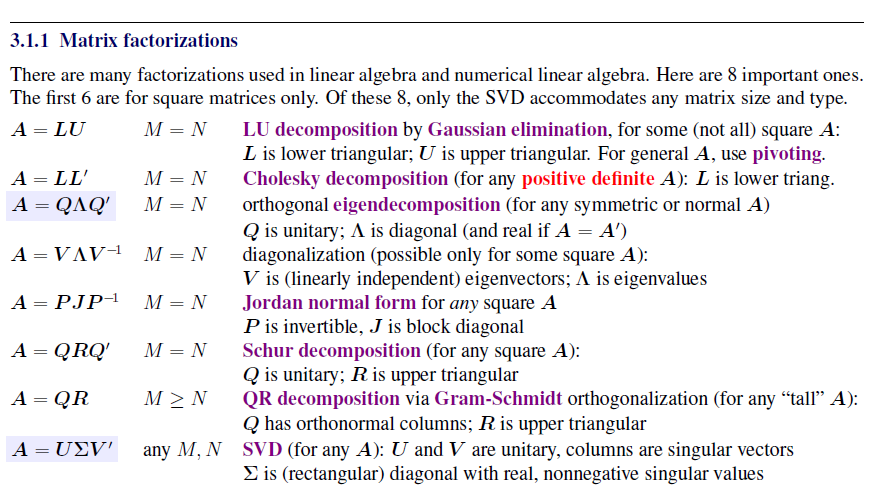 3.1.1 Matrix factorizations
There are many factorizations used in linear algebra and numerical linear algebra. Here are 8 important ones.
The first 6 are for square matrices only. Of these 8, only the SVD accommodates any matrix size and type.
A = LU M = N LU decomposition by Gaussian elimination, for some (not all) square A:
L is lower triangular; U is upper triangular. For general A, use pivoting.
A = LL′ M = N Cholesky decomposition (for any positive definite A): L is lower triang.
A = QΛQ′ M = N orthogonal eigendecomposition (for any symmetric or normal A)
Q is unitary; Λ is diagonal (and real if A = A′)
A = VΛV⁻¹ M = N diagonalization (possible only for some square A):
V is (linearly independent) eigenvectors; Λ is eigenvalues
A = PJP⁻¹ M = N Jordan normal form for any square A
P is invertible, J is block diagonal
A = QRQ′ M = N Schur decomposition (for any square A):
Q is unitary; R is upper triangular
A = QR M ≥ N QR decomposition via Gram-Schmidt orthogonalization (for any “tall” A):
Q has orthonormal columns; R is upper triangular
A = UΣV′ any M, N SVD (for any A): U and V are unitary, columns are singular vectors
Σ is (rectangular) diagonal with real, nonnegative singular values